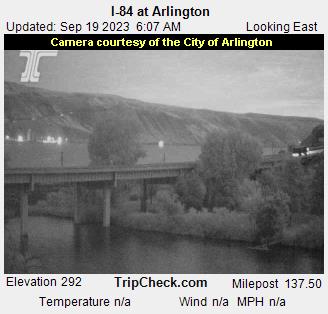 I-84 at Arlington
Updated: Sep 19 2023 6:07 AM Looking East
Camera courtesy of the City of Arlington
Elevation 292 TripCheck.com Milepost 137.50
Temperature n/a Wind n/a MPH n/a